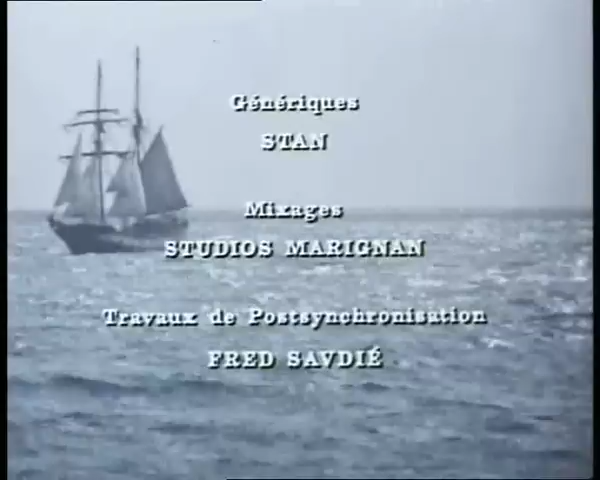 Génériques
STAN
Mixages
STUDIOS MARIGNAN
Travaux de Postsynchronisation
FRED SAVDIÉ